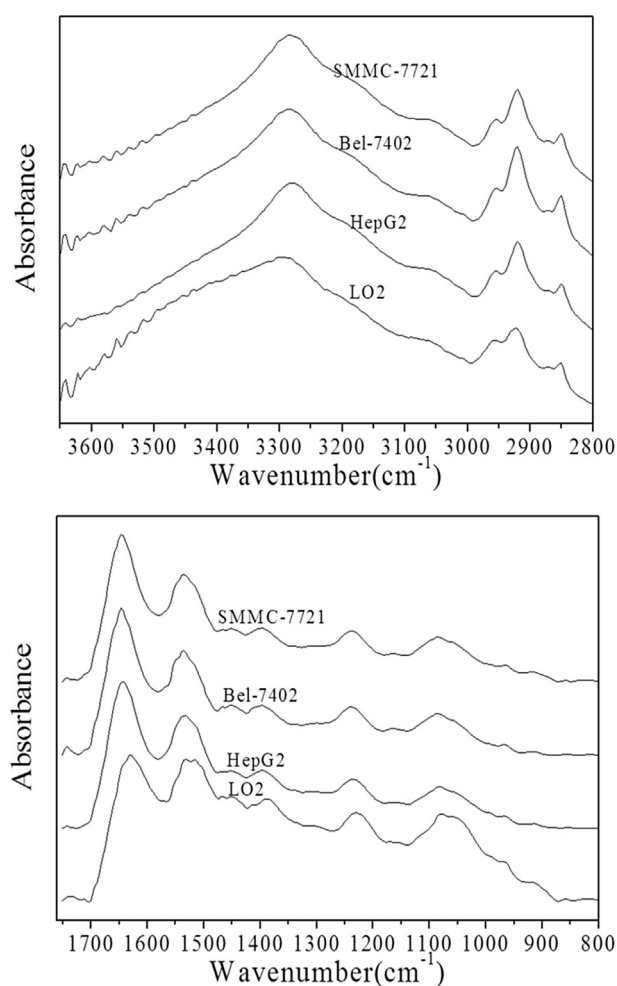 SMMC-7721
Bel-7402
HepG2
LO2
Absorbance
3600 3500 3400 3300 3200 3100 3000 2900 2800
Wavenumber(cm-1)
SMMC-7721
Bel-7402
HepG2
LO2
Absorbance
1700 1600 1500 1400 1300 1200 1100 1000 900 800
Wavenumber(cm-1)